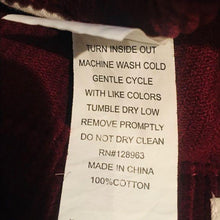 TURN INSIDE OUT
MACHINE WASH COLD
GENTLE CYCLE
WITH LIKE COLORS
TUMBLE DRY LOW
REMOVE PROMPTLY
DO NOT DRY CLEAN
RN#128963
MADE IN CHINA
100%COTTON